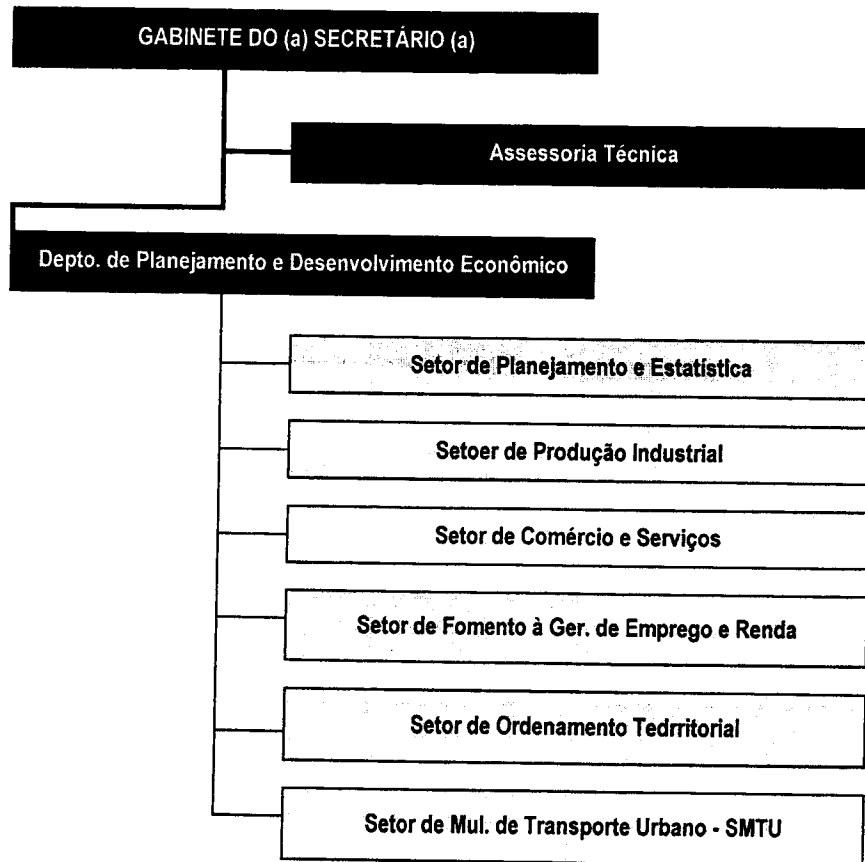 GABINETE DO (a) SECRETÁRIO (a)
Assessoria Técnica
Depto. de Planejamento e Desenvolvimento Econômico
Setor de Planejamento e Estatística
Setoer de Produção Industrial
Setor de Comércio e Serviços
Setor de Fomento à Ger. de Emprego e Renda
Setor de Ordenamento Tedrritorial
Setor de Mul. de Transporte Urbano - SMTU